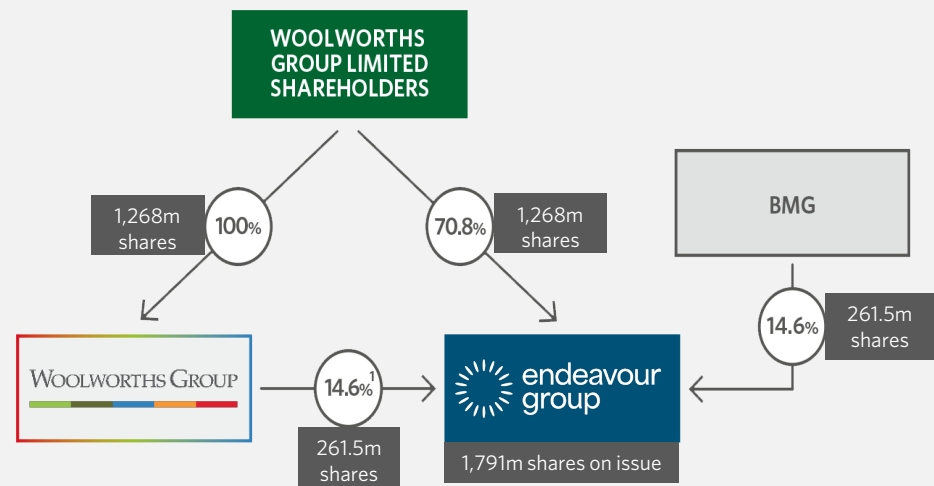 WOOLWORTHS
GROUP LIMITED
SHAREHOLDERS
1,268m
shares
100%
70.8%
1,268m
shares
BMG
14.6%
261.5m
shares
WOOLWORTHS GROUP
14.6%¹
261.5m
shares
endeavour
group
1,791m shares on issue